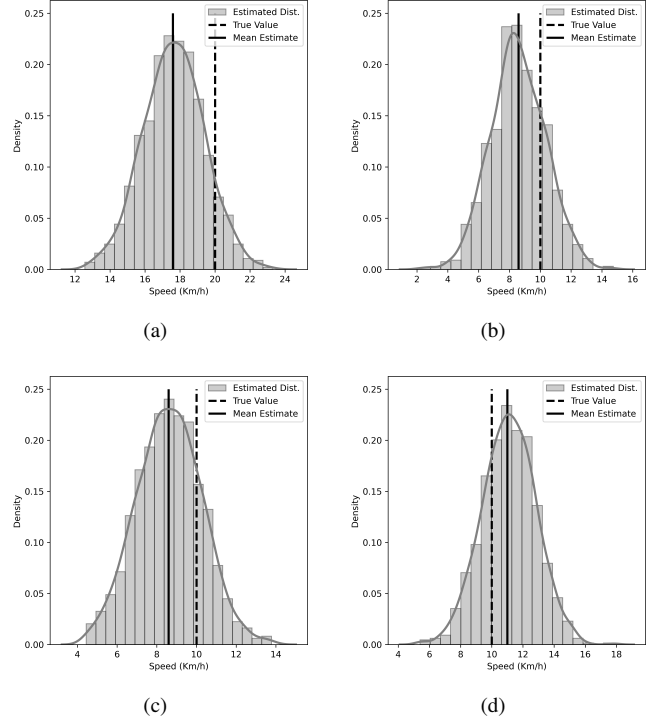 0.25
0.20
0.15
0.10
0.05
0.00
Density
12 14 16 18 20 22 24
Speed (Km/h)
Estimated Dist.
True Value
Mean Estimate
(a)
0.25
0.20
0.15
0.10
0.05
0.00
Density
2 4 6 8 10 12 14 16
Speed (Km/h)
Estimated Dist.
True Value
Mean Estimate
(b)
0.25
0.20
0.15
0.10
0.05
0.00
Density
4 6 8 10 12 14
Speed (Km/h)
Estimated Dist.
True Value
Mean Estimate
(c)
0.25
0.20
0.15
0.10
0.05
0.00
Density
4 6 8 10 12 14 16 18
Speed (Km/h)
Estimated Dist.
True Value
Mean Estimate
(d)